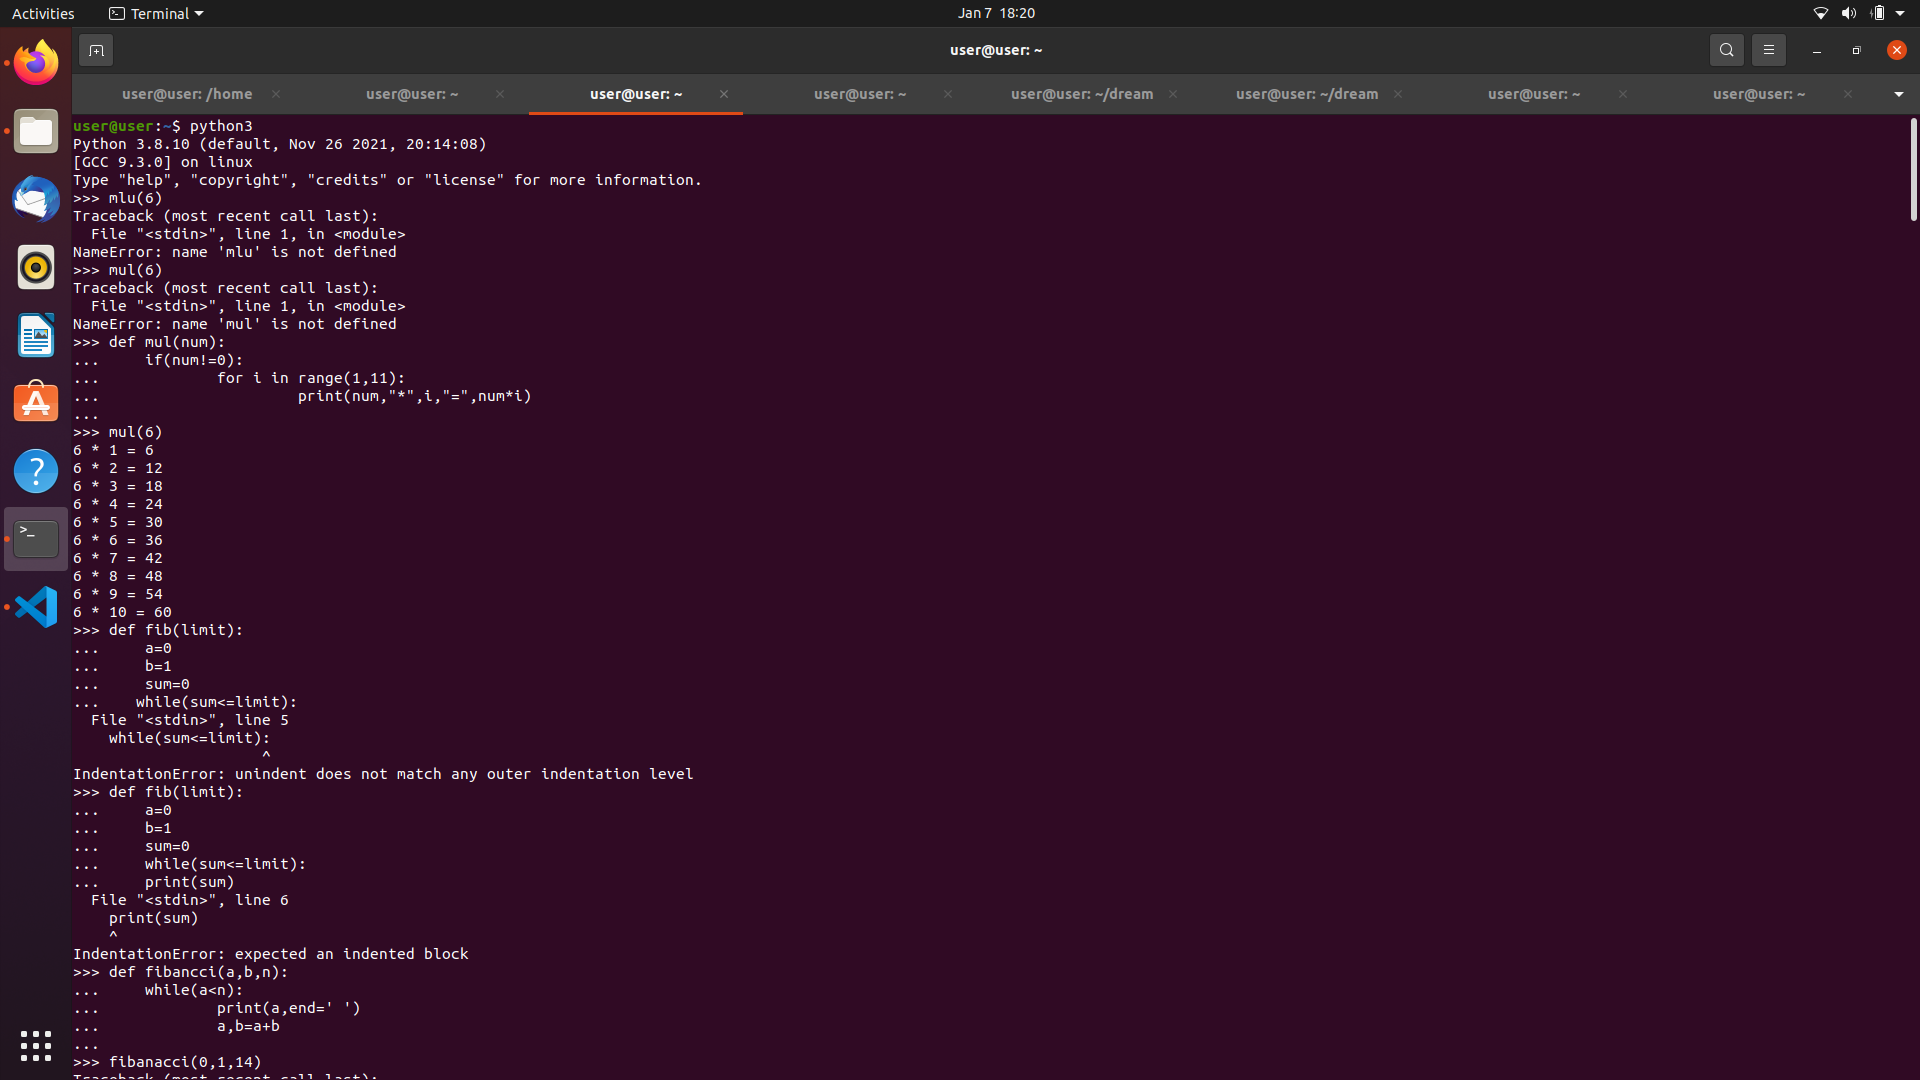 Activities
Terminal
Jan 7 18:20
user@user: ~
user@user: /home
user@user: ~
user@user: ~
user@user: ~
user@user: ~/dream
user@user: ~/dream
user@user: ~
user@user: ~
user@user:~$ python3
Python 3.8.10 (default, Nov 26 2021, 20:14:08)
[GCC 9.3.0] on linux
Type "help", "copyright", "credits" or "license" for more information.
>>> mlu(6)
Traceback (most recent call last):
  File "<stdin>", line 1, in <module>
NameError: name 'mlu' is not defined
>>> mul(6)
Traceback (most recent call last):
  File "<stdin>", line 1, in <module>
NameError: name 'mul' is not defined
>>> def mul(num):
...     if(num!=0):
...             for i in range(1,11):
...                      print(num,"*",i,"=",num*i)
...
>>> mul(6)
6 * 1 = 6
6 * 2 = 12
6 * 3 = 18
6 * 4 = 24
6 * 5 = 30
6 * 6 = 36
6 * 7 = 42
6 * 8 = 48
6 * 9 = 54
6 * 10 = 60
>>> def fib(limit):
...     a=0
...     b=1
...     sum=0
...    while(sum<=limit):
  File "<stdin>", line 5
    while(sum<=limit):
                     ^
IndentationError: unindent does not match any outer indentation level
>>> def fib(limit):
...     a=0
...     b=1
...     sum=0
...     while(sum<=limit):
...     print(sum)
  File "<stdin>", line 6
    print(sum)
    ^
IndentationError: expected an indented block
>>> def fibancci(a,b,n):
...     while(a<n):
...             print(a,end=' ')
...             a,b=a+b
...
>>> fibanacci(0,1,14)
Traceback (most recent call last):